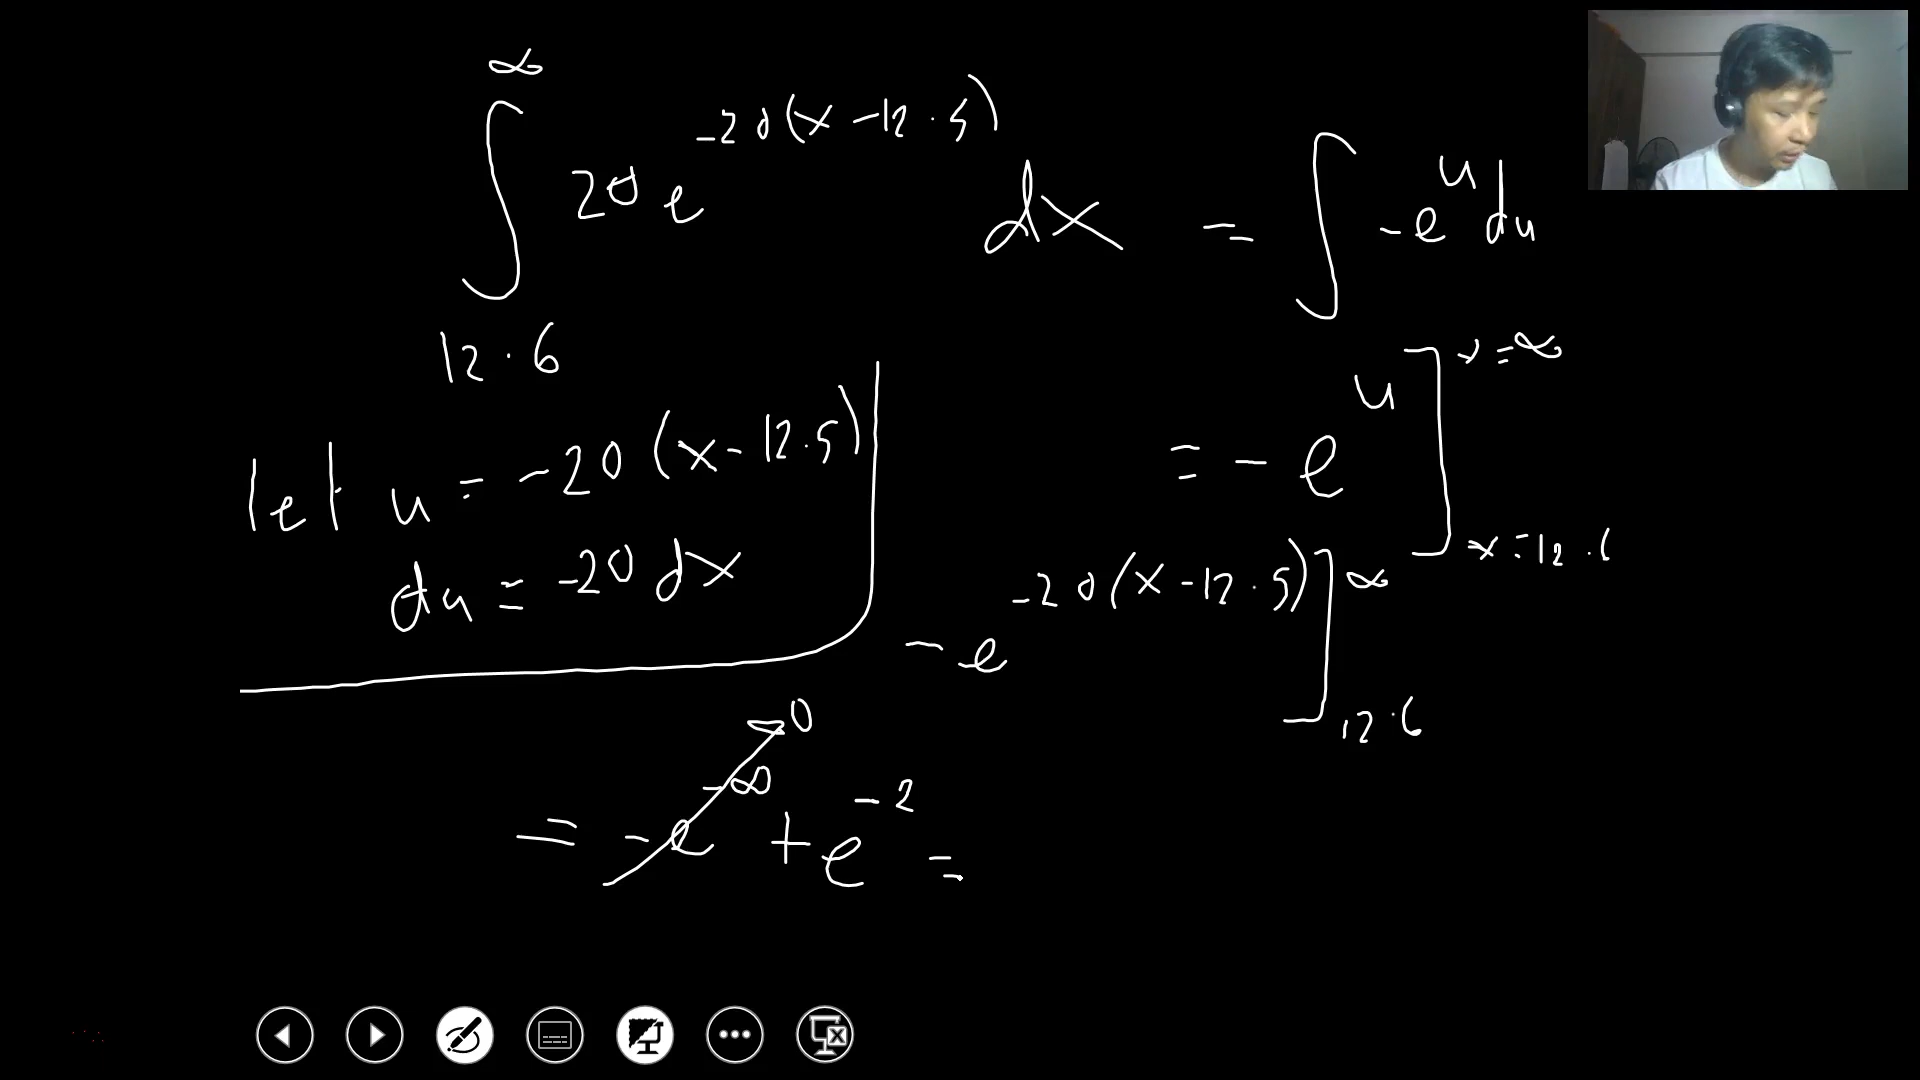 ∫_{12.6}^{∞} 20e^{-20(x-12.5)} dx = ∫ -e^u du
let u = -20(x-12.5)
du = -20 dx
= -e^u ]_{x=12.6}^{x=∞}
-e^{-20(x-12.5)} ]_{12.6}^{∞}
0
= -e^{-∞} + e^{-2} =